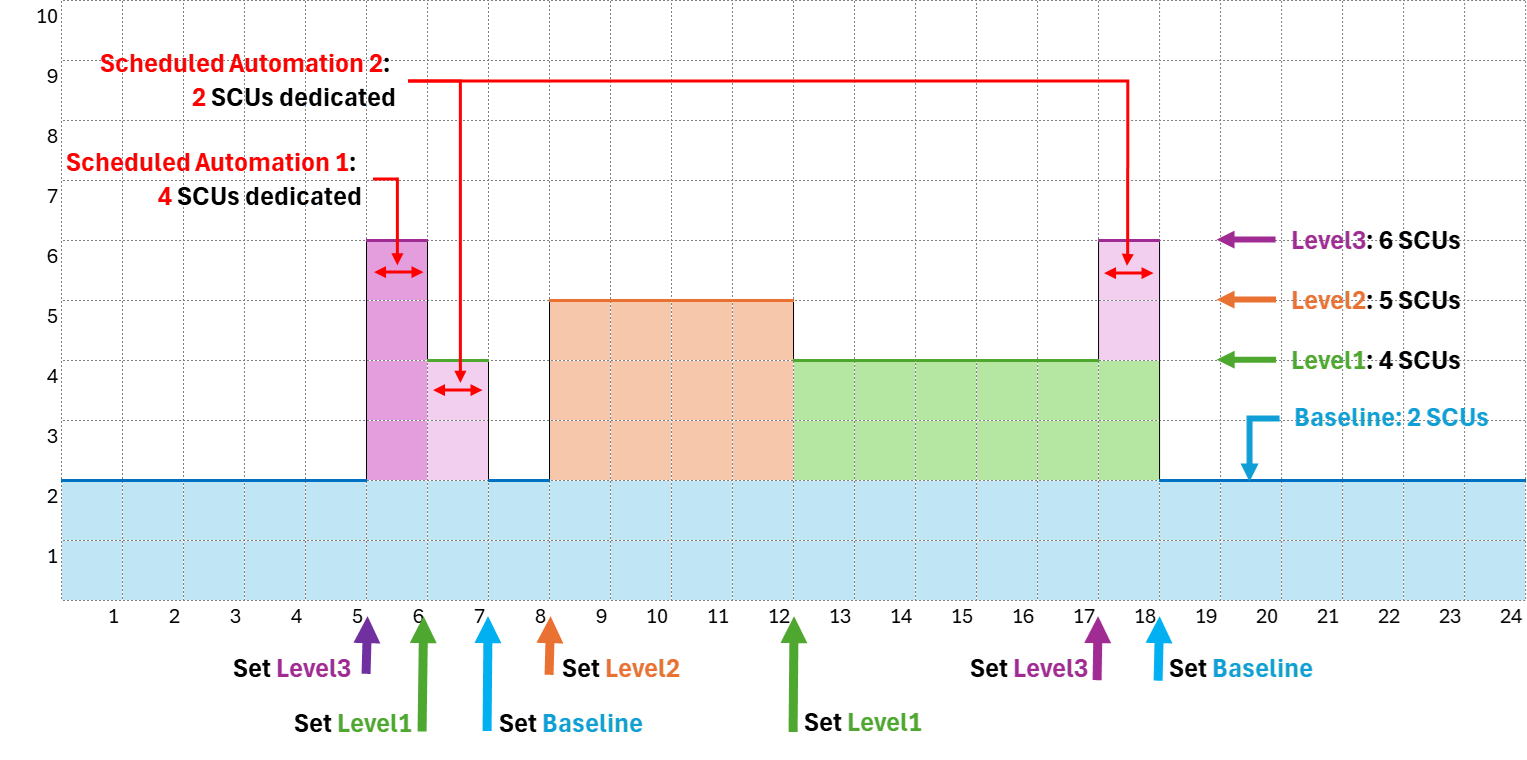 10
9
8
7
6
5
4
3
2
1
Scheduled Automation 2:
2 SCUs dedicated
Scheduled Automation 1:
4 SCUs dedicated
Level3: 6 SCUs
Level2: 5 SCUs
Level1: 4 SCUs
Baseline: 2 SCUs
1 2 3 4 5 6 7 8 9 10 11 12 13 14 15 16 17 18 19 20 21 22 23 24
Set Level3
Set Level2
Set Level3
Set Baseline
Set Level1
Set Baseline
Set Level1